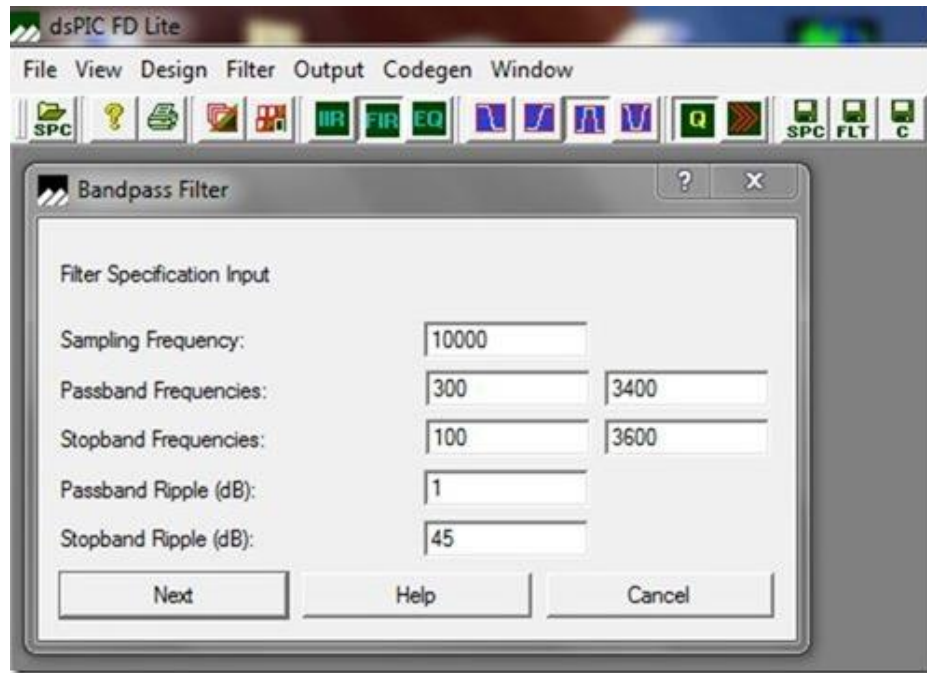 dsPIC FD Lite
File View Design Filter Output Codegen Window
SPC ? IIR FIR EQ Q SPC FLT C
Bandpass Filter ? X
Filter Specification Input
Sampling Frequency: 10000
Passband Frequencies: 300 3400
Stopband Frequencies: 100 3600
Passband Ripple (dB): 1
Stopband Ripple (dB): 45
Next Help Cancel